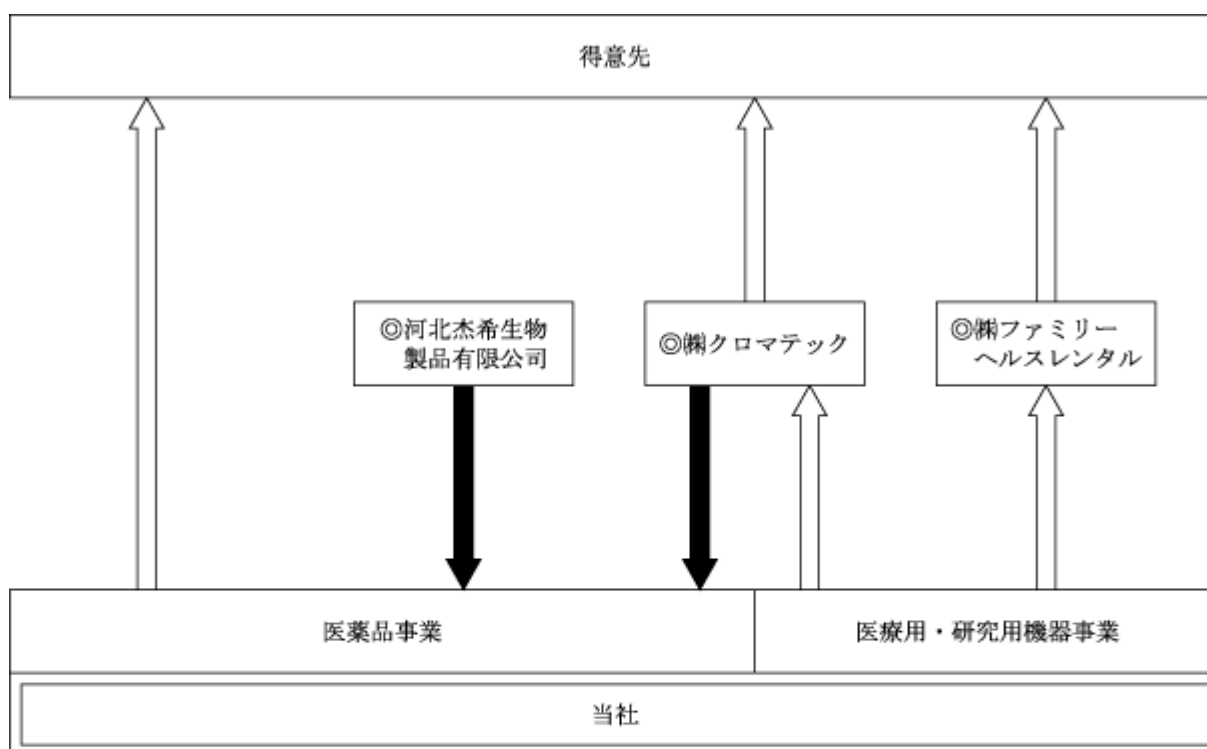 得意先
◎河北杰希生物
製品有限公司
◎㈱クロマテック
◎㈱ファミリー
ヘルスレンタル
医薬品事業
医療用・研究用機器事業
当社